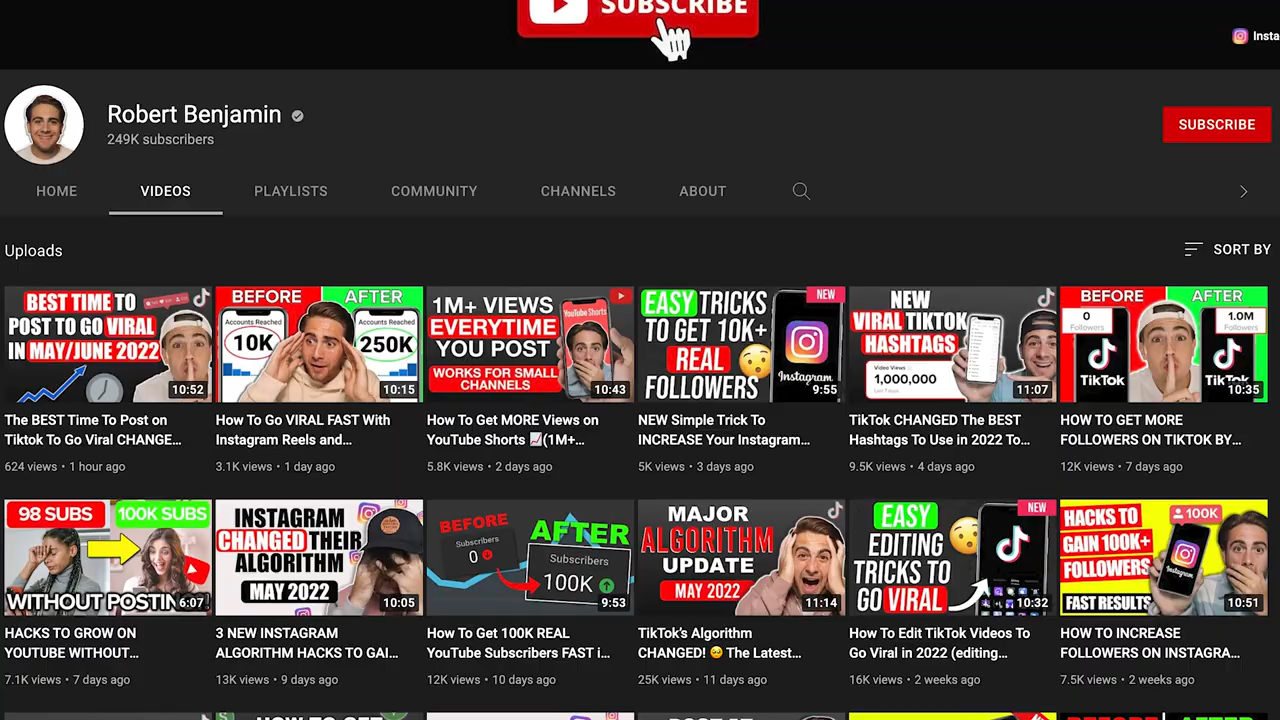 SUBSCRIBE
Insta
Robert Benjamin
249K subscribers
SUBSCRIBE
HOME
VIDEOS
PLAYLISTS
COMMUNITY
CHANNELS
ABOUT
Uploads
SORT BY
BEST TIME TO
POST TO GO VIRAL
IN MAY/JUNE 2022
10:52
BEFORE
AFTER
Accounts Reached
10K
Accounts Reached
250K
10:15
1M+ VIEWS
EVERYTIME
YOU POST
WORKS FOR SMALL
CHANNELS
YouTube Shorts
10:43
EASY TRICKS
TO GET 10K+
REAL
FOLLOWERS
NEW
Instagram
9:55
NEW
VIRAL TIKTOK
HASHTAGS
Video Views
1,000,000
11:07
BEFORE
AFTER
0
Followers
1.0M
Followers
TikTok
TikTok
10:35
The BEST Time To Post on
Tiktok To Go Viral CHANGE...
624 views • 1 hour ago
How To Go VIRAL FAST With
Instagram Reels and...
3.1K views • 1 day ago
How To Get MORE Views on
YouTube Shorts 📈(1M+...
5.8K views • 2 days ago
NEW Simple Trick To
INCREASE Your Instagram...
5K views • 3 days ago
TikTok CHANGED The BEST
Hashtags To Use in 2022 To...
9.5K views • 4 days ago
HOW TO GET MORE
FOLLOWERS ON TIKTOK BY...
12K views • 7 days ago
98 SUBS
100K SUBS
WITHOUT POSTIN
6:07
INSTAGRAM
CHANGED THEIR
ALGORITHM
MAY 2022
10:05
BEFORE
Subscribers
0
AFTER
Subscribers
100K
9:53
MAJOR
ALGORITHM
UPDATE
MAY 2022
11:14
EASY
EDITING
TRICKS TO
GO VIRAL
NEW
10:32
HACKS TO
GAIN 100K+
FOLLOWERS
FAST RESULTS
100K
Instagram
10:51
HACKS TO GROW ON
YOUTUBE WITHOUT...
7.1K views • 7 days ago
3 NEW INSTAGRAM
ALGORITHM HACKS TO GAI...
13K views • 9 days ago
How To Get 100K REAL
YouTube Subscribers FAST i...
12K views • 10 days ago
TikTok's Algorithm
CHANGED! 🥺 The Latest...
25K views • 11 days ago
How To Edit TikTok Videos To
Go Viral in 2022 (editing...
16K views • 2 weeks ago
HOW TO INCREASE
FOLLOWERS ON INSTAGRA...
7.5K views • 2 weeks ago